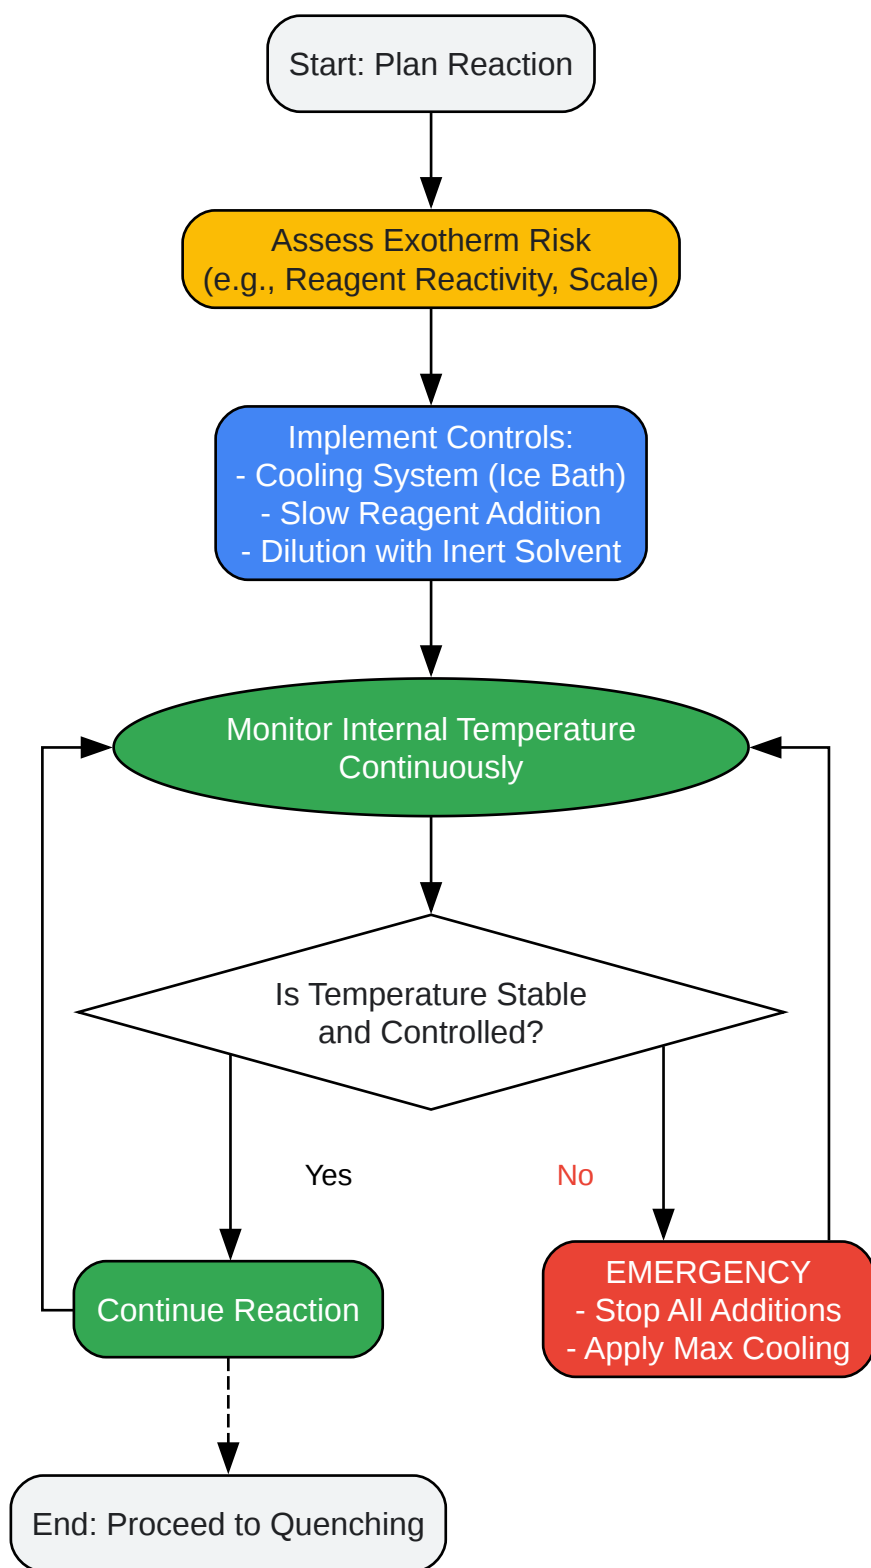 Start: Plan Reaction
Assess Exotherm Risk
(e.g., Reagent Reactivity, Scale)
Implement Controls:
- Cooling System (Ice Bath)
- Slow Reagent Addition
- Dilution with Inert Solvent
Monitor Internal Temperature
Continuously
Is Temperature Stable
and Controlled?
Yes
No
Continue Reaction
EMERGENCY
- Stop All Additions
- Apply Max Cooling
End: Proceed to Quenching